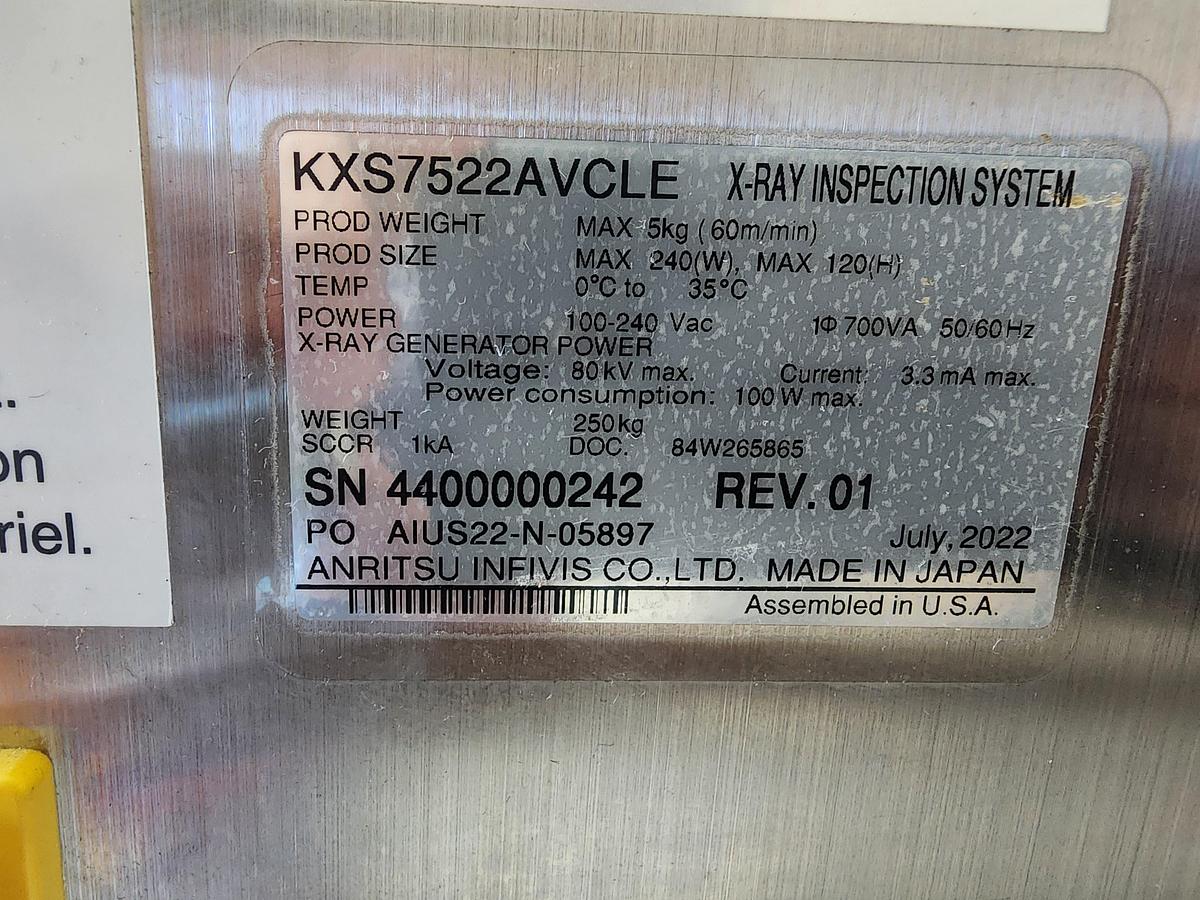 KXS7522AVCLE X-RAY INSPECTION SYSTEM
PROD WEIGHT MAX 5kg (60m/min)
PROD SIZE MAX 240(W), MAX 120(H)
TEMP 0°C to 35°C
POWER 100-240 Vac 1Φ 700VA 50/60Hz
X-RAY GENERATOR POWER
Voltage: 80kV max. Current: 3.3mA max.
Power consumption: 100W max.
WEIGHT 250kg
SCCR 1kA DOC. 84W265865
SN 4400000242 REV. 01
PO AIUS22-N-05897 July, 2022
ANRITSU INFIVIS CO.,LTD. MADE IN JAPAN
Assembled in U.S.A.
on
riel.